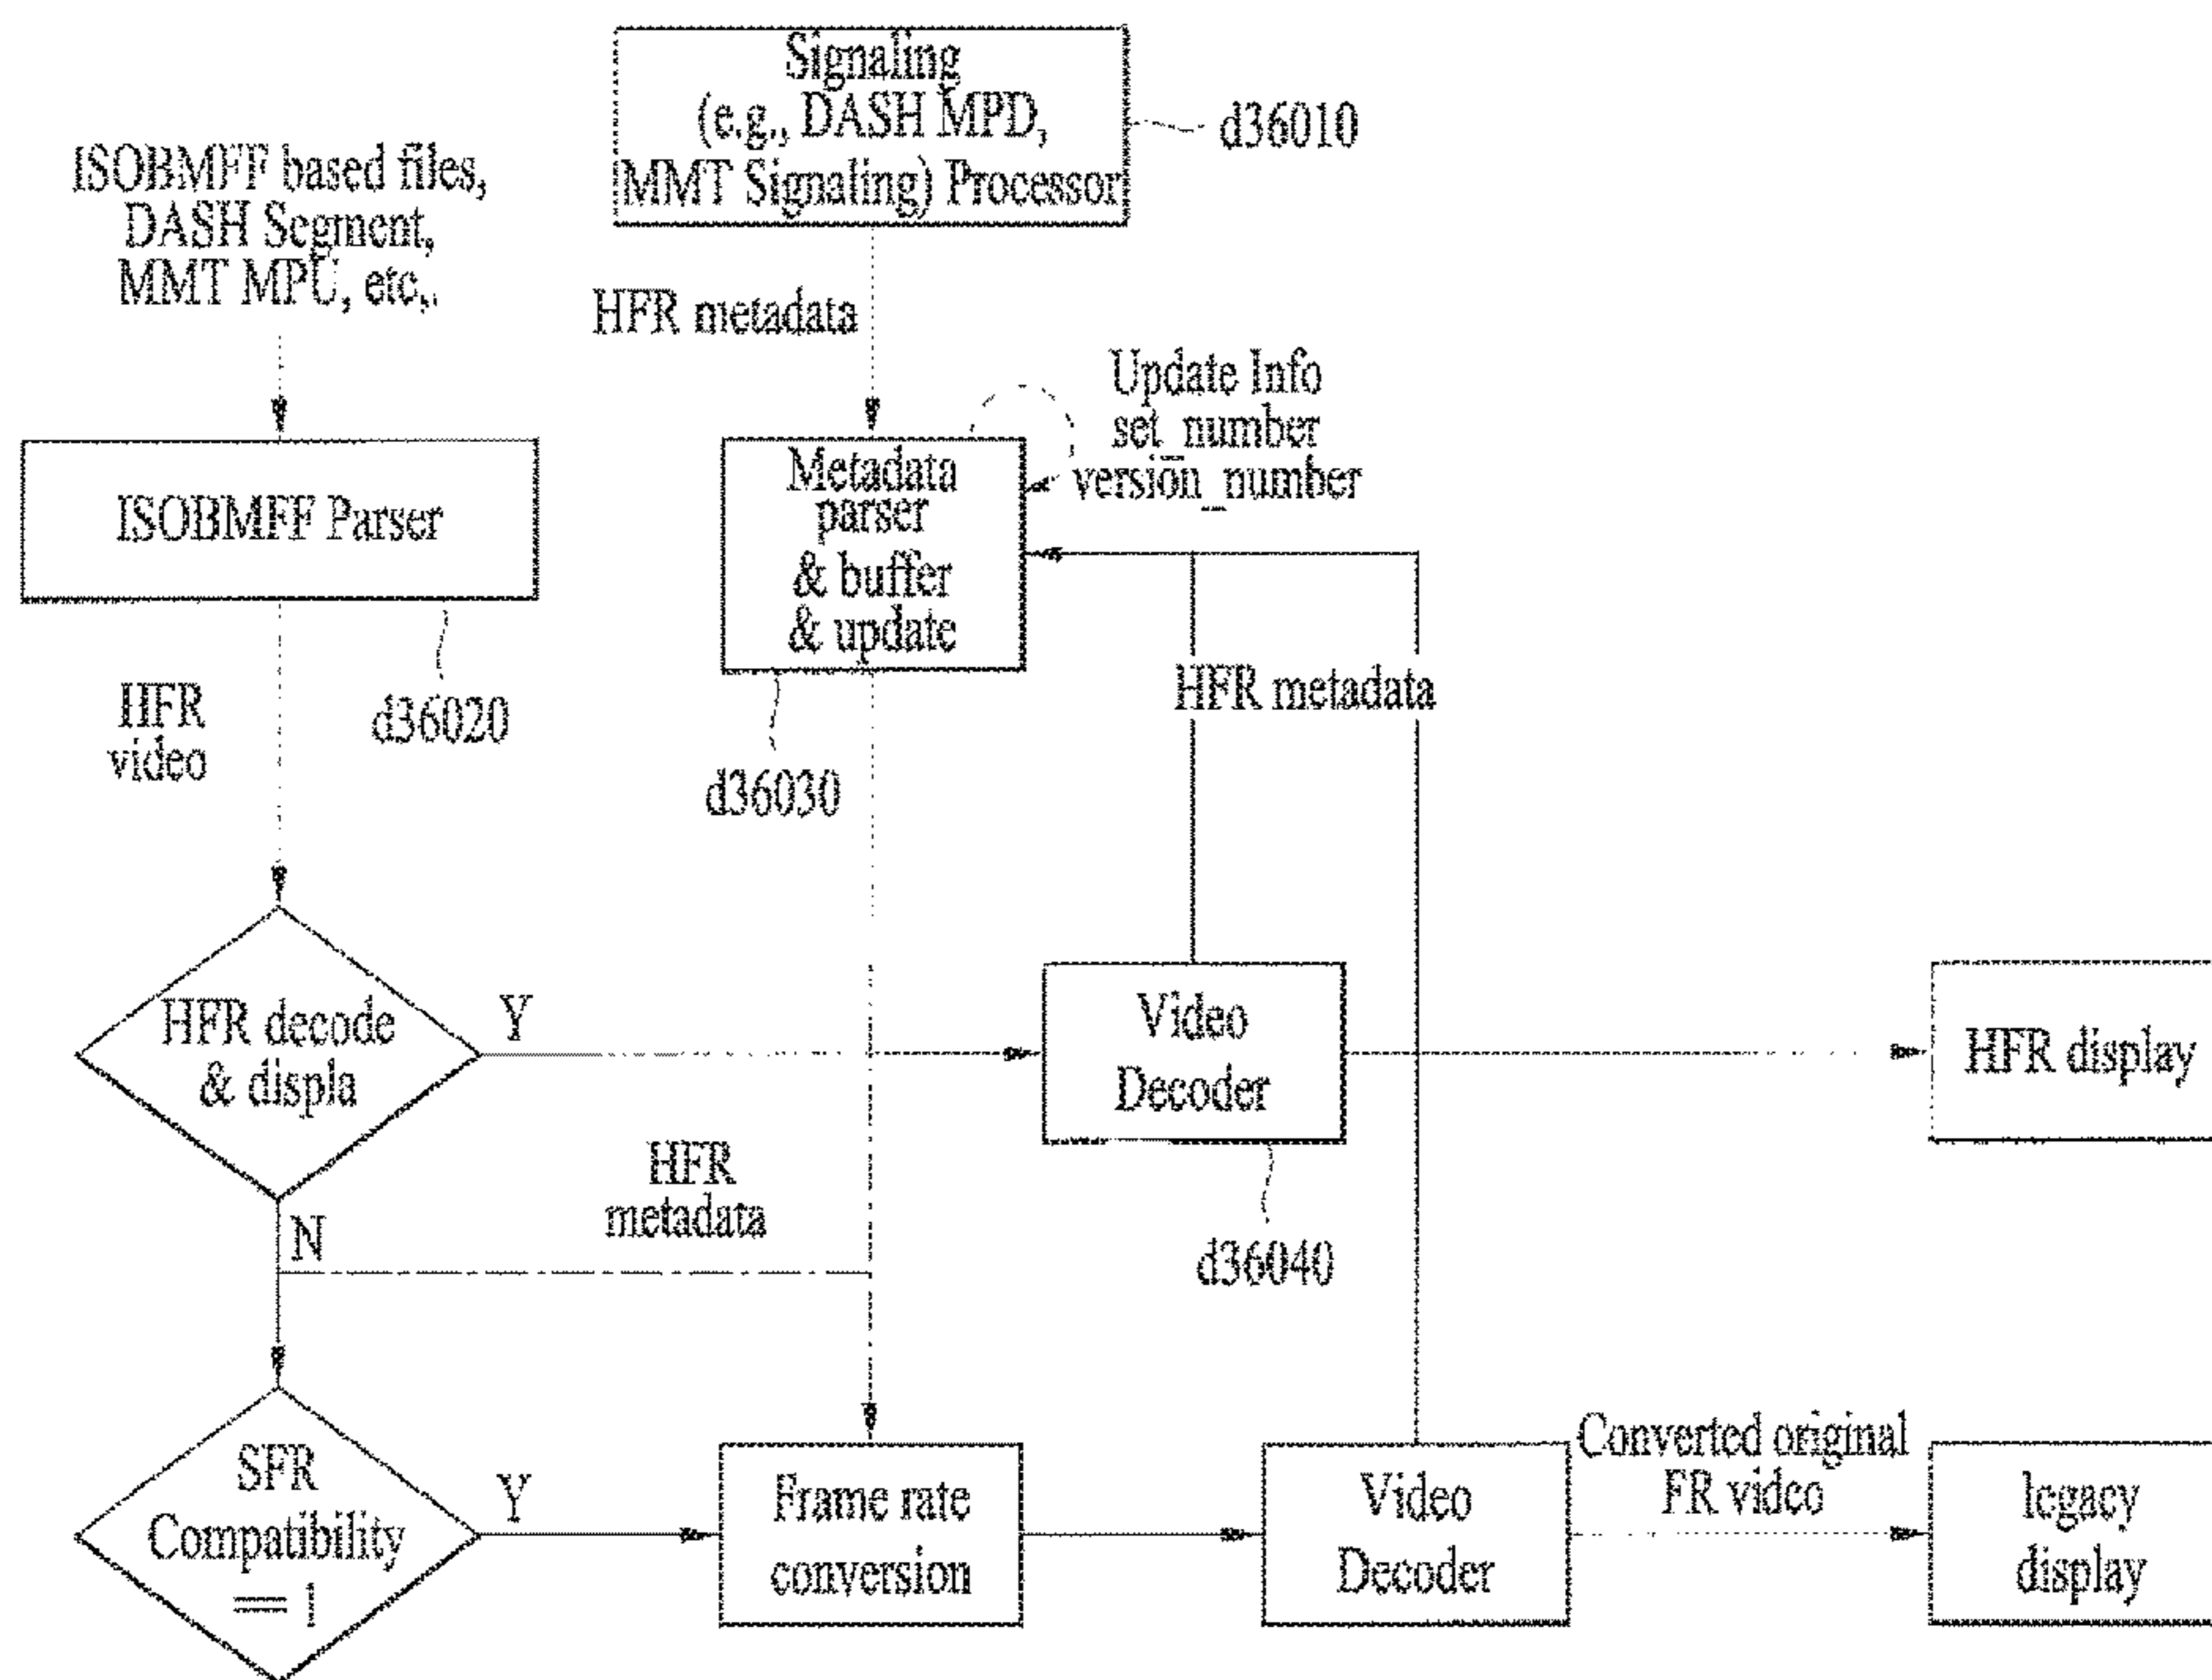 Signaling
(e.g., DASH MPD,
MMT Signaling) Processor
d36010
ISOBMFF based files,
DASH Segment,
MMT MPU, etc,.
HFR metadata
Update Info
set_number
version_number
ISOBMFF Parser
Metadata
parser
& buffer
& update
d36020
d36030
HFR metadata
HFR
video
HFR decode
& displa
Y
N
Video
Decoder
d36040
HFR display
HFR
metadata
SFR
Compatibility
== 1
Y
Frame rate
conversion
Video
Decoder
Converted original
FR video
legacy
display